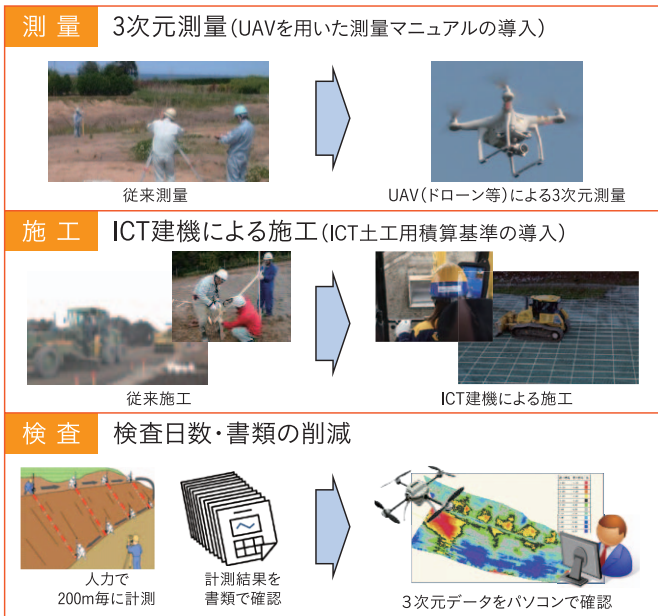 測量 3次元測量(UAVを用いた測量マニュアルの導入)
従来測量
UAV(ドローン等)による3次元測量
施工 ICT建機による施工(ICT土工用積算基準の導入)
従来施工
ICT建機による施工
検査 検査日数・書類の削減
人力で
200m毎に計測
計測結果を
書類で確認
3次元データをパソコンで確認